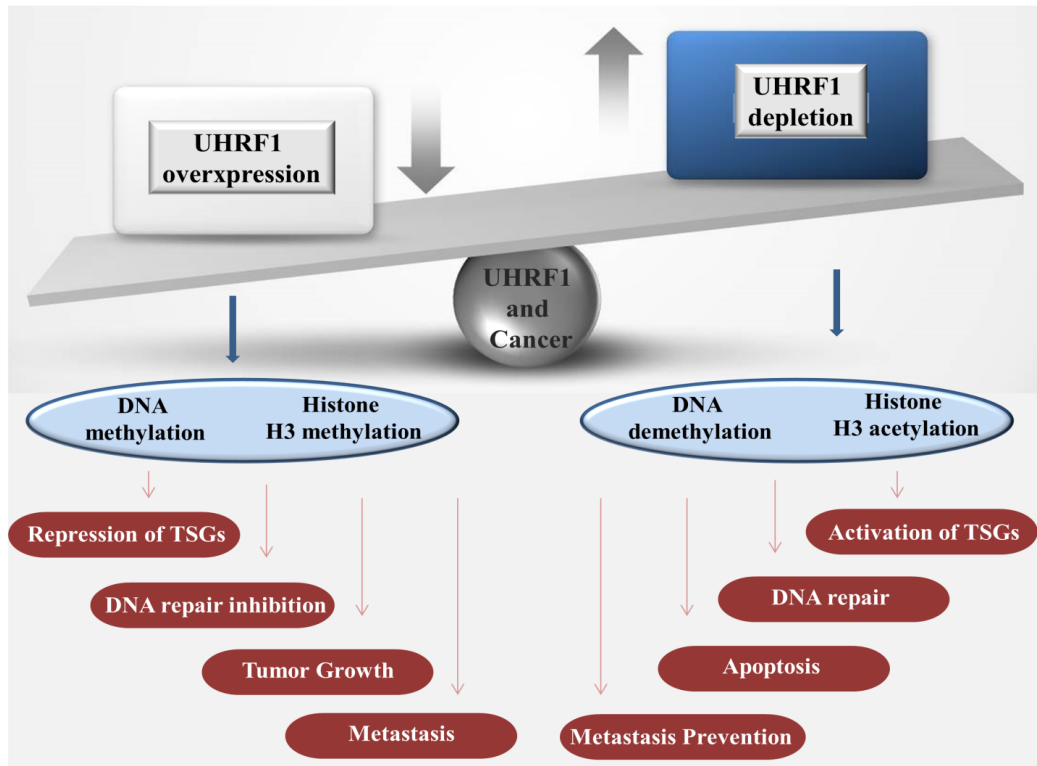 UHRF1
overxpression
UHRF1
depletion
UHRF1
and
Cancer
DNA
methylation
Histone
H3 methylation
DNA
demethylation
Histone
H3 acetylation
Repression of TSGs
Activation of TSGs
DNA repair inhibition
DNA repair
Tumor Growth
Apoptosis
Metastasis
Metastasis Prevention